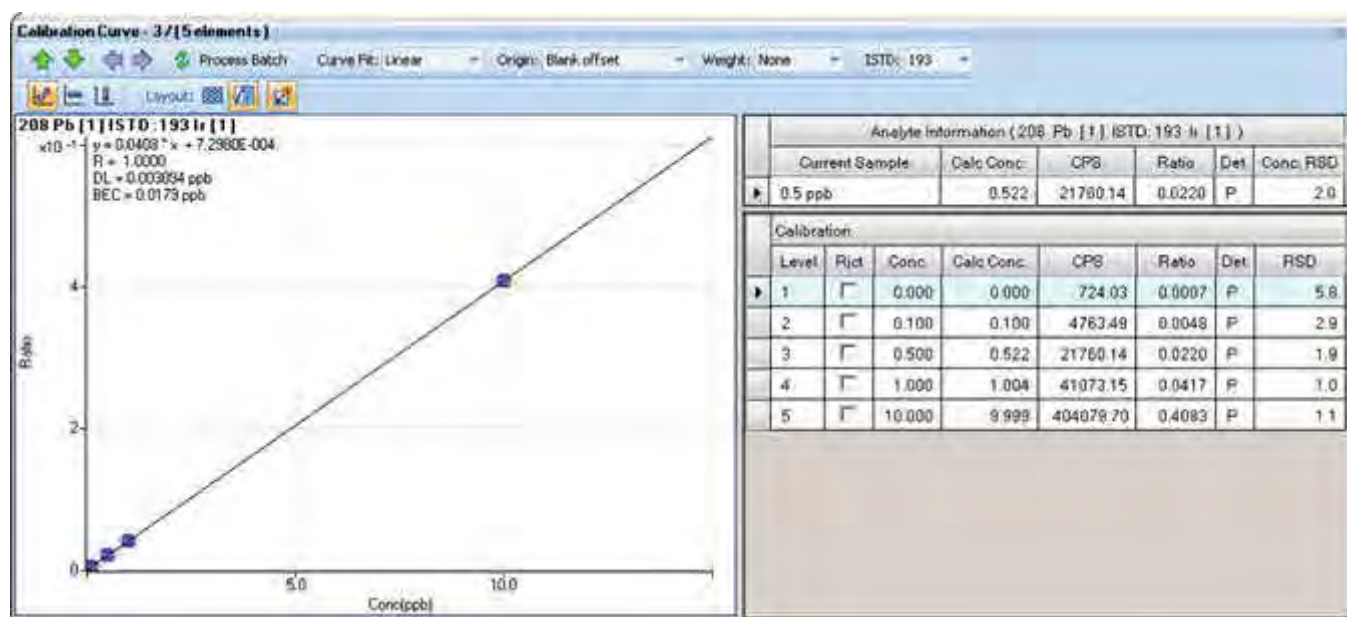 Calibration Curve - 3 / [5 elements]
Process Batch Curve Fit: Linear Origin: Blank offset Weight: None ISTD: 193
Layout:
208 Pb [1] ISTD:193 Ir [1]
x10 -1
y = 0.0408 * x + 7.2980E-004
R = 1.0000
DL = 0.003694 ppb
BEC = 0.0179 ppb
4
2
0
Ratio
5.0 10.0
Conc(ppb)
Analyte Information ( 208 Pb [1] ISTD: 193 Ir [1] )
Current Sample Calc Conc. CPS Ratio Det Conc. RSD
0.5 ppb 0.522 21760.14 0.0220 P 2.0
Calibration
Level Rjct Conc. Calc Conc. CPS Ratio Det RSD
1 0.000 0.000 724.03 0.0007 P 5.8
2 0.100 0.100 4763.49 0.0048 P 2.9
3 0.500 0.522 21760.14 0.0220 P 1.9
4 1.000 1.004 41073.15 0.0417 P 1.0
5 10.000 9.999 404079.70 0.4083 P 1.1